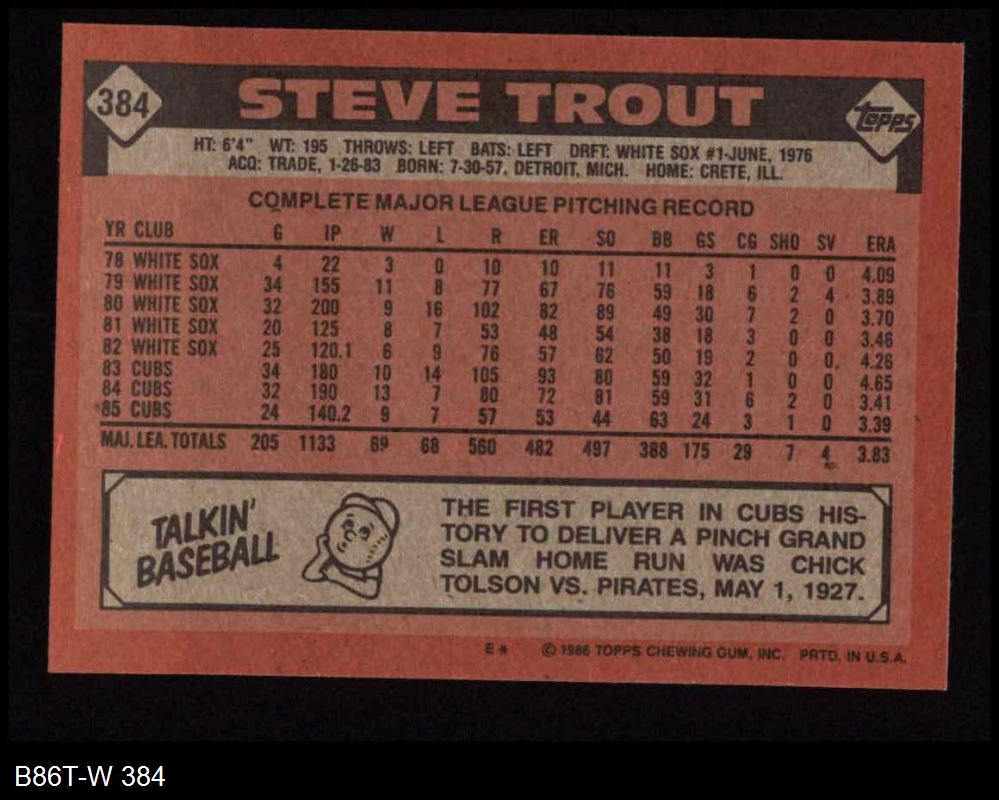 384 STEVE TROUT Topps
HT: 6'4" WT: 195 THROWS: LEFT BATS: LEFT DRFT: WHITE SOX #1-JUNE, 1976
ACQ: TRADE, 1-26-83 BORN: 7-30-57, DETROIT, MICH. HOME: CRETE, ILL.
COMPLETE MAJOR LEAGUE PITCHING RECORD
YR CLUB G IP W L R ER SO BB GS CG SHO SV ERA
78 WHITE SOX 4 22 3 0 10 10 11 11 3 1 0 0 4.09
79 WHITE SOX 34 155 11 8 77 67 76 59 18 6 2 4 3.89
80 WHITE SOX 32 200 9 16 102 82 89 49 30 7 2 0 3.70
81 WHITE SOX 20 125 8 7 53 48 54 38 18 3 0 0 3.46
82 WHITE SOX 25 120.1 6 9 76 57 62 50 19 2 0 0 4.26
83 CUBS 34 180 10 14 105 93 80 59 32 1 0 0 4.65
84 CUBS 32 190 13 7 80 72 81 59 31 6 2 0 3.41
85 CUBS 24 140.2 9 7 57 53 44 63 24 3 1 0 3.39
MAJ. LEA. TOTALS 205 1133 69 68 560 482 497 388 175 29 7 4 3.83
TALKIN'
BASEBALL
THE FIRST PLAYER IN CUBS HIS-
TORY TO DELIVER A PINCH GRAND
SLAM HOME RUN WAS CHICK
TOLSON VS. PIRATES, MAY 1, 1927.
E* © 1986 TOPPS CHEWING GUM, INC. PRTD. IN U.S.A.
B86T-W 384